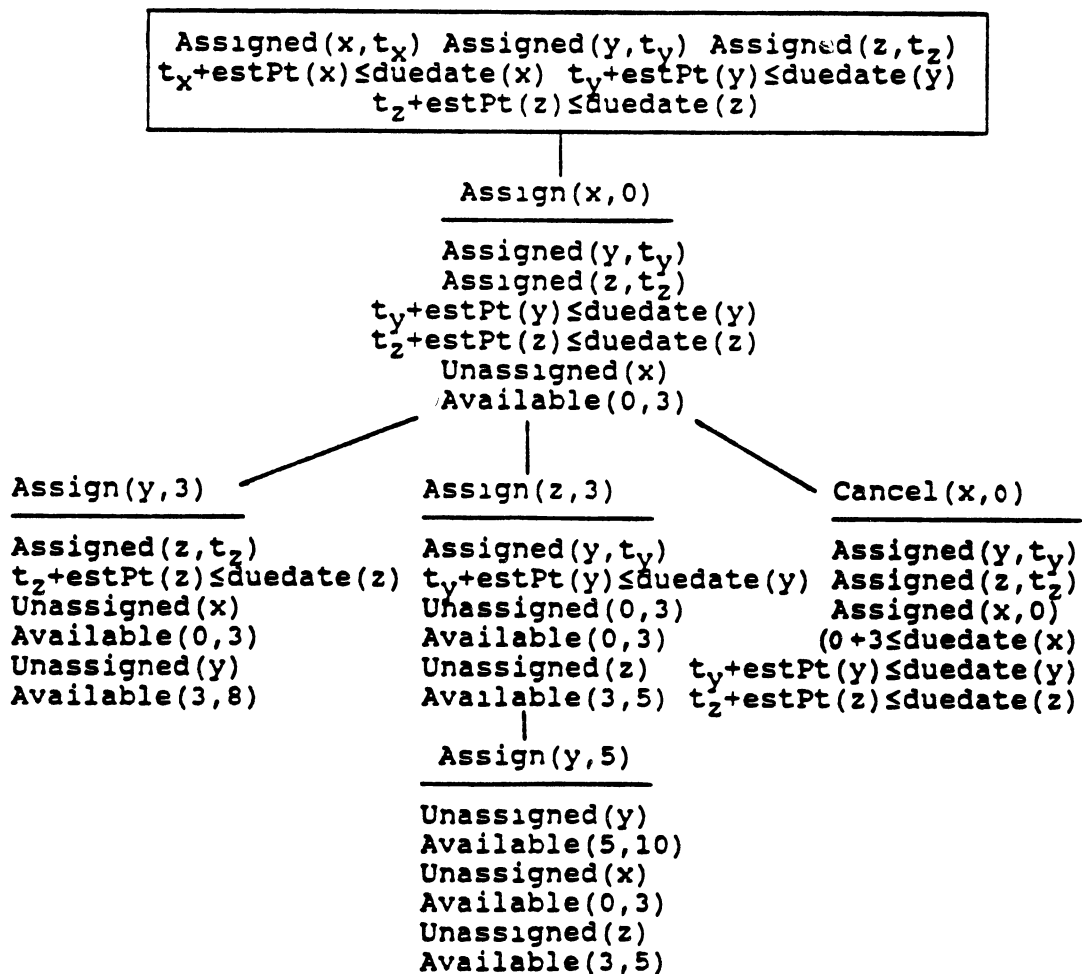 Assigned(x,tx) Assigned(y,ty) Assigned(z,tz)
tx+estPt(x)≤duedate(x) ty+estPt(y)≤duedate(y)
tz+estPt(z)≤duedate(z)
Assign(x,0)
Assigned(y,ty)
Assigned(z,tz)
ty+estPt(y)≤duedate(y)
tz+estPt(z)≤duedate(z)
Unassigned(x)
Available(0,3)
Assign(y,3)
Assigned(z,tz)
tz+estPt(z)≤duedate(z)
Unassigned(x)
Available(0,3)
Unassigned(y)
Available(3,8)
Assign(z,3)
Assigned(y,ty)
ty+estPt(y)≤duedate(y)
Unassigned(0,3)
Available(0,3)
Unassigned(z)
Available(3,5)
Cancel(x,0)
Assigned(y,ty)
Assigned(z,tz)
Assigned(x,0)
(0+3≤duedate(x)
ty+estPt(y)≤duedate(y)
tz+estPt(z)≤duedate(z)
Assign(y,5)
Unassigned(y)
Available(5,10)
Unassigned(x)
Available(0,3)
Unassigned(z)
Available(3,5)